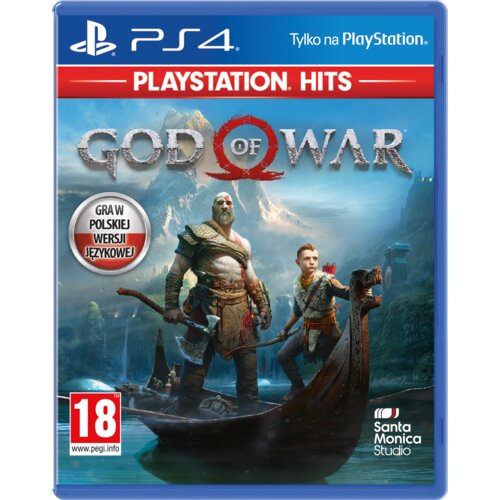 PS4
Tylko na PlayStation®
PLAYSTATION® HITS
GOD OF WAR
GRA W
POLSKIEJ
WERSJI
JĘZYKOWEJ
18
PEGI™
www.pegi.info
Santa
Monica
Studio